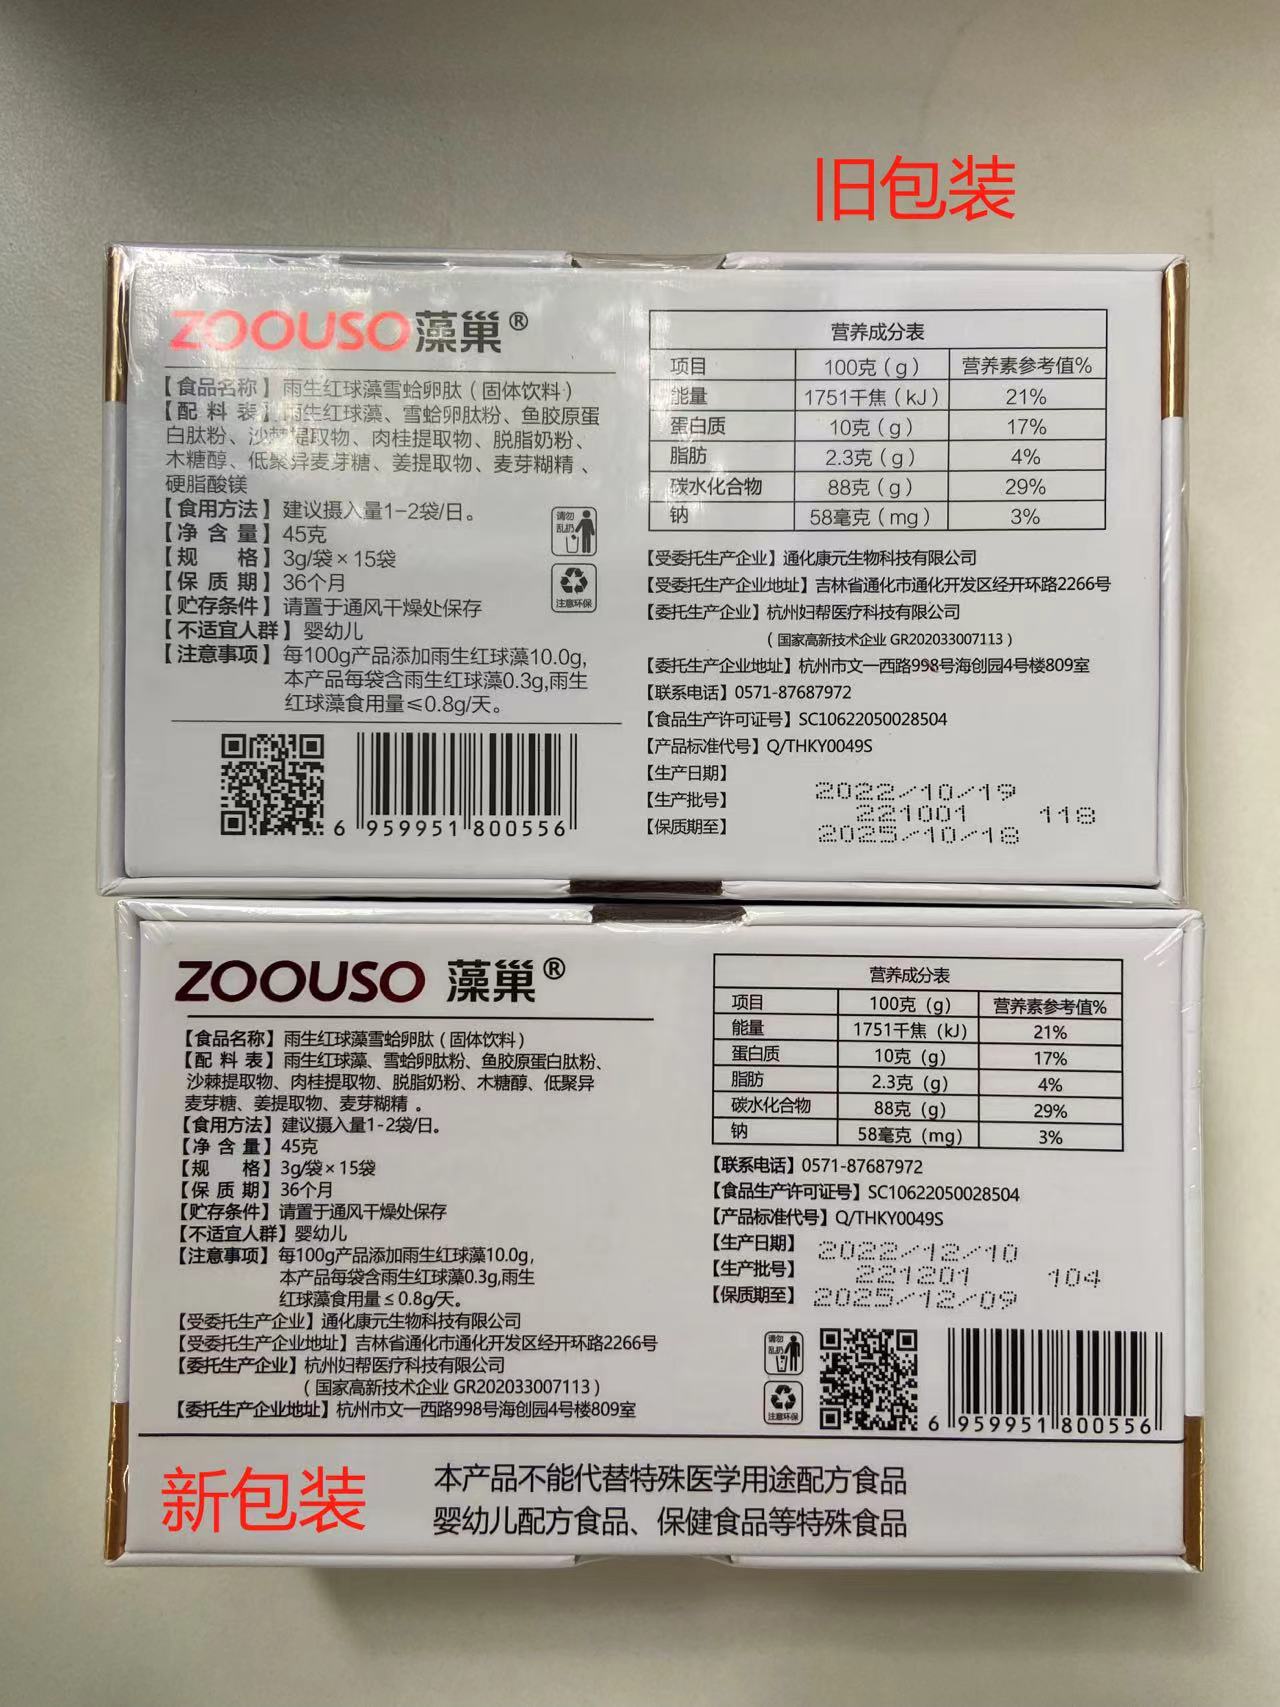 旧包装
ZOOUSO藻巢®
【食品名称】雨生红球藻雪蛤卵肽（固体饮料）
【配 料 表】雨生红球藻、雪蛤卵肽粉、鱼胶原蛋
白肽粉、沙棘提取物、肉桂提取物、脱脂奶粉、
木糖醇、低聚异麦芽糖、姜提取物、麦芽糊精、
硬脂酸镁
【食用方法】建议摄入量1-2袋/日。
【净 含 量】45克
【规 格】3g/袋×15袋
【保 质 期】36个月
【贮存条件】请置于通风干燥处保存
【不适宜人群】婴幼儿
【注意事项】每100g产品添加雨生红球藻10.0g,
本产品每袋含雨生红球藻0.3g,雨生
红球藻食用量≤0.8g/天。
请勿
乱扔
注意环保
6 959951 800556
营养成分表
项目 100克（g） 营养素参考值%
能量 1751千焦（kJ） 21%
蛋白质 10克（g） 17%
脂肪 2.3克（g） 4%
碳水化合物 88克（g） 29%
钠 58毫克（mg） 3%
【受委托生产企业】通化康元生物科技有限公司
【受委托生产企业地址】吉林省通化市通化开发区经开环路2266号
【委托生产企业】杭州妇帮医疗科技有限公司
（国家高新技术企业 GR202033007113）
【委托生产企业地址】杭州市文一西路998号海创园4号楼809室
【联系电话】0571-87687972
【食品生产许可证号】SC10622050028504
【产品标准代号】Q/THKY0049S
【生产日期】 2022/10/19
【生产批号】 221001 118
【保质期至】 2025/10/18
ZOOUSO 藻巢®
【食品名称】雨生红球藻雪蛤卵肽（固体饮料）
【配 料 表】雨生红球藻、雪蛤卵肽粉、鱼胶原蛋白肽粉、
沙棘提取物、肉桂提取物、脱脂奶粉、木糖醇、低聚异
麦芽糖、姜提取物、麦芽糊精 。
【食用方法】建议摄入量1-2袋/日。
【净 含 量】45克
【规 格】3g/袋×15袋
【保 质 期】36个月
【贮存条件】请置于通风干燥处保存
【不适宜人群】婴幼儿
【注意事项】每100g产品添加雨生红球藻10.0g,
本产品每袋含雨生红球藻0.3g,雨生
红球藻食用量≤0.8g/天。
【受委托生产企业】通化康元生物科技有限公司
【受委托生产企业地址】吉林省通化市通化开发区经开环路2266号
【委托生产企业】杭州妇帮医疗科技有限公司
（国家高新技术企业 GR202033007113）
【委托生产企业地址】杭州市文一西路998号海创园4号楼809室
营养成分表
项目 100克（g） 营养素参考值%
能量 1751千焦（kJ） 21%
蛋白质 10克（g） 17%
脂肪 2.3克（g） 4%
碳水化合物 88克（g） 29%
钠 58毫克（mg） 3%
【联系电话】0571-87687972
【食品生产许可证号】SC10622050028504
【产品标准代号】Q/THKY0049S
【生产日期】 2022/12/10
【生产批号】 221201 104
【保质期至】 2025/12/09
请勿
乱扔
注意环保
6 959951 800556
新包装
本产品不能代替特殊医学用途配方食品
婴幼儿配方食品、保健食品等特殊食品